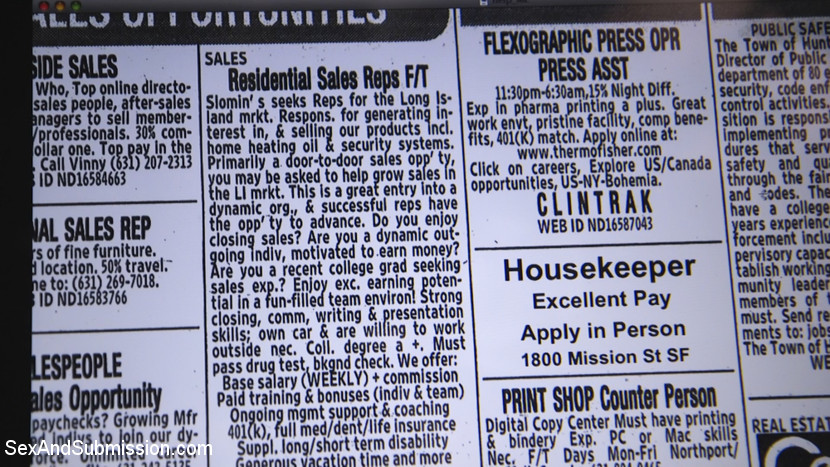 SALES OPPORTUNITIES
SIDE SALES
Who, Top online directo-
sales people, after-sales
anagers to sell member-
/professionals. 30% com-
ollar one. Top pay in the
Call Vinny (631) 207-2313
ID ND16584663
NAL SALES REP
rs of fine furniture.
d location. 50% travel.
me to: (631) 269-7018.
ID ND16583766
LESPEOPLE
ales Opportunity
paychecks? Growing Mfr
SALES
Residential Sales Reps F/T
Slomin's seeks Reps for the Long Is-
land mrkt. Respons. for generating in-
terest in, & selling our products incl.
home heating oil & security systems.
Primarily a door-to-door sales opp'ty,
you may be asked to help grow sales in
the LI mrkt. This is a great entry into a
dynamic org., & successful reps have
the opp'ty to advance. Do you enjoy
closing sales? Are you a dynamic out-
going indiv, motivated to earn money?
Are you a recent college grad seeking
sales exp.? Enjoy exc. earning poten-
tial in a fun-filled team environ! Strong
closing, comm, writing & presentation
skills; own car & are willing to work
outside nec. Coll. degree a +. Must
pass drug test, bkgnd check. We offer:
Base salary (WEEKLY) + commission
Paid training & bonuses (indiv & team)
Ongoing mgmt support & coaching
401(k), full med/dent/life insurance
Suppl. long/short term disability
Generous vacation time and more
FLEXOGRAPHIC PRESS OPR
PRESS ASST
11:30pm-6:30am,15% Night Diff.
Exp in pharma printing a plus. Great
work envt, pristine facility, comp bene-
fits, 401(K) match. Apply online at:
www.thermofisher.com
Click on careers, Explore US/Canada
opportunities, US-NY-Bohemia.
CLINTRAK
WEB ID ND16587043
Housekeeper
Excellent Pay
Apply in Person
1800 Mission St SF
PRINT SHOP Counter Person
Digital Copy Center Must have printing
& bindery Exp. PC or Mac skills
Nec. F/T Days Mon-Fri Northport/
PUBLIC SAFE
The Town of Hunt
Director of Public
department of 80 e
security, code enf
control activities.
sition is respons
implementing pr
dures that serv
safety and qu
through the fair
and codes. The
have a college
years experienc
forcement inclu
pervisory capac
tablish working
munity leader
members of t
must. Send re
ments to: jobs
The Town of H
WE
REAL ESTAT
SexAndSubmission.com